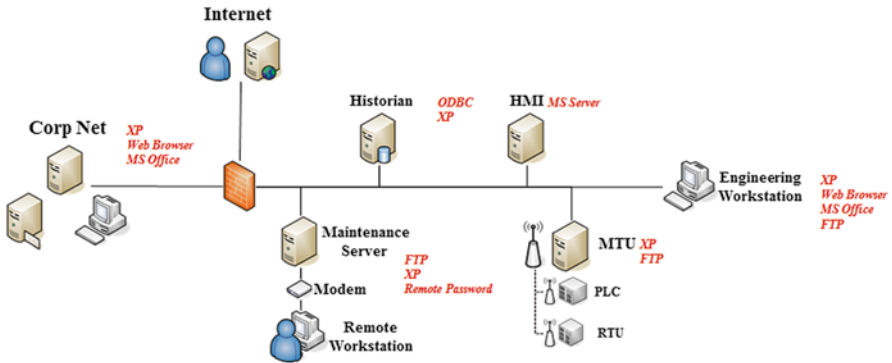 Internet
Corp Net
XP
Web Browser
MS Office
Historian
ODBC
XP
HMI MS Server
Engineering
Workstation
XP
Web Browser
MS Office
FTP
Maintenance
Server
FTP
XP
Remote Password
Modem
Remote
Workstation
MTU XP
FTP
PLC
RTU